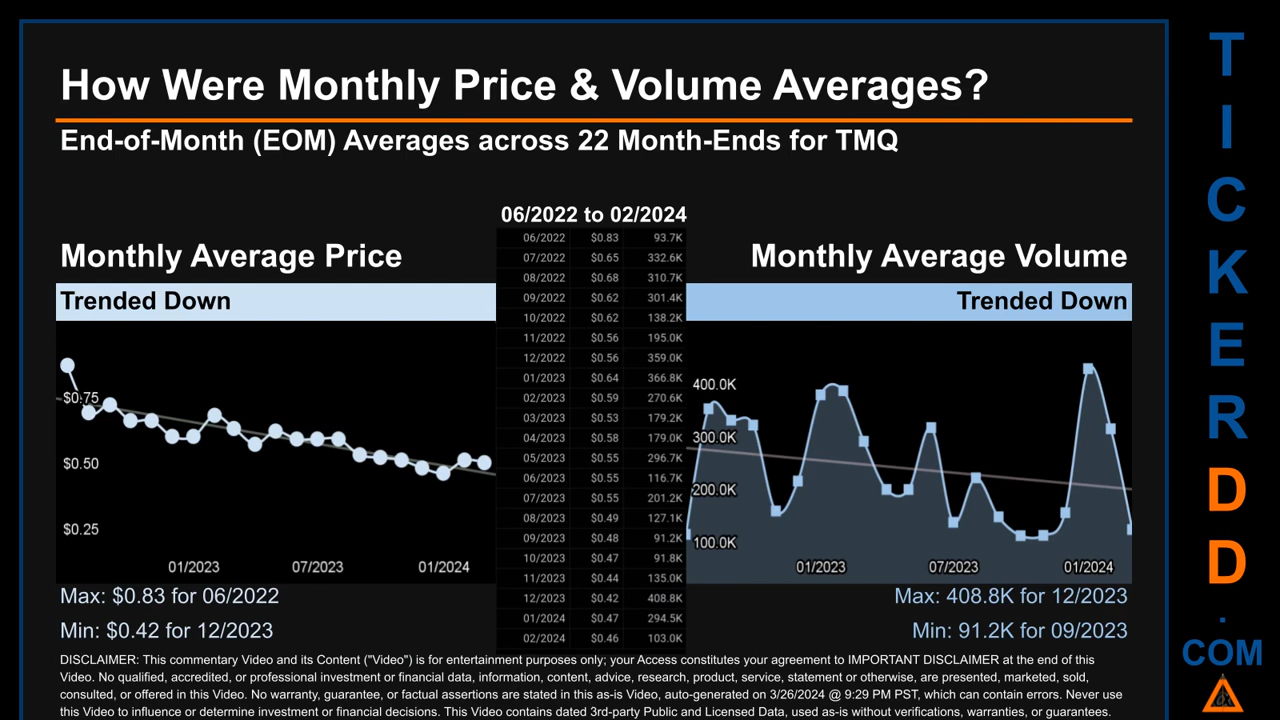 How Were Monthly Price & Volume Averages?
End-of-Month (EOM) Averages across 22 Month-Ends for TMQ
06/2022 to 02/2024
Monthly Average Price
Trended Down
$0.75
$0.50
$0.25
01/2023 07/2023 01/2024
Max: $0.83 for 06/2022
Min: $0.42 for 12/2023
06/2022 $0.83 93.7K
07/2022 $0.65 332.6K
08/2022 $0.68 310.7K
09/2022 $0.62 301.4K
10/2022 $0.62 138.2K
11/2022 $0.56 195.0K
12/2022 $0.56 359.0K
01/2023 $0.64 366.8K
02/2023 $0.59 270.6K
03/2023 $0.53 179.2K
04/2023 $0.58 179.0K
05/2023 $0.55 296.7K
06/2023 $0.55 116.7K
07/2023 $0.55 201.2K
08/2023 $0.49 127.1K
09/2023 $0.48 91.2K
10/2023 $0.47 91.8K
11/2023 $0.44 135.0K
12/2023 $0.42 408.8K
01/2024 $0.47 294.5K
02/2024 $0.46 103.0K
Monthly Average Volume
Trended Down
400.0K
300.0K
200.0K
100.0K
01/2023 07/2023 01/2024
Max: 408.8K for 12/2023
Min: 91.2K for 09/2023
DISCLAIMER: This commentary Video and its Content ("Video") is for entertainment purposes only; your Access constitutes your agreement to IMPORTANT DISCLAIMER at the end of this
Video. No qualified, accredited, or professional investment or financial data, information, content, advice, research, product, service, statement or otherwise, are presented, marketed, sold,
consulted, or offered in this Video. No warranty, guarantee, or factual assertions are stated in this as-is Video, auto-generated on 3/26/2024 @ 9:29 PM PST, which can contain errors. Never use
this Video to influence or determine investment or financial decisions. This Video contains dated 3rd-party Public and Licensed Data, used as-is without verifications, warranties, or guarantees.
T
I
C
K
E
R
D
D
.
COM